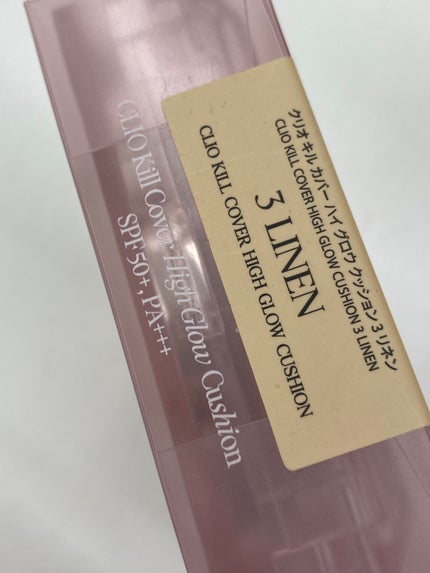 クリオ キル カバー ハイ グロウ クッション 3 リネン
CLIO KILL COVER HIGH GLOW CUSHION 3 LINEN
3 LINEN
CLIO KILL COVER HIGH GLOW CUSHION
CLIO Kill Cover High Glow Cushion
SPF50+, PA+++